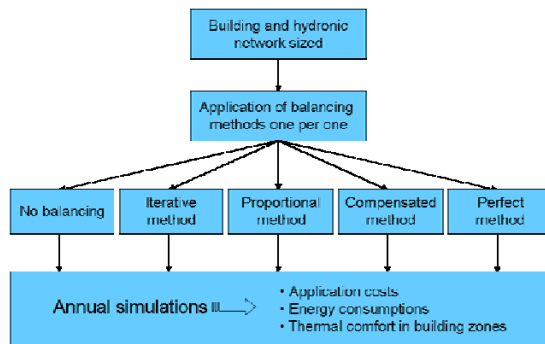 Building and hydronic
network sized
Application of balancing
methods one per one
No balancing
Iterative
method
Proportional
method
Compensated
method
Perfect
method
Annual simulations
• Application costs
• Energy consumptions
• Thermal comfort in building zones